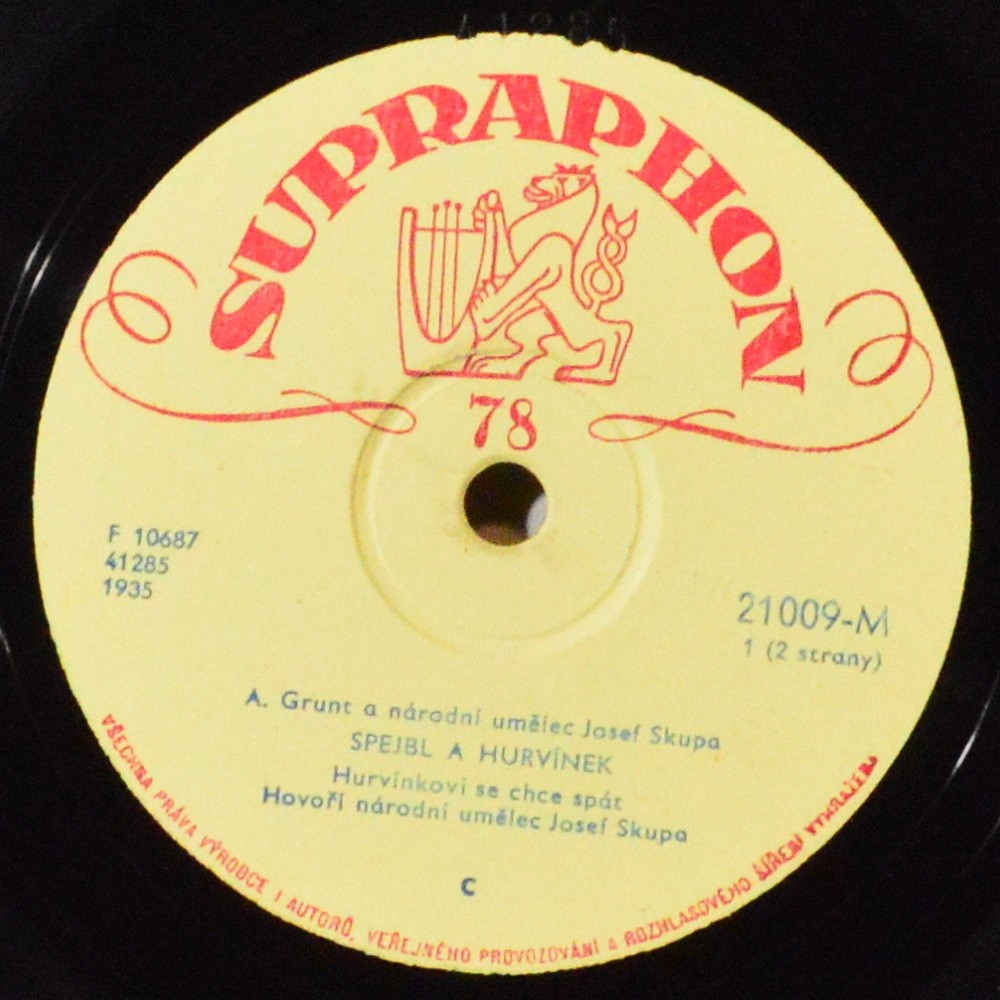 41285
SUPRAPHON
78
F 10687
41285
1935
21009-M
1 (2 strany)
A. Grunt a národní umělec Josef Skupa
SPEJBL A HURVÍNEK
Hurvínkovi se chce spát
Hovoří národní umělec Josef Skupa
C
VŠECHNA PRÁVA VÝROBCE I AUTORŮ, VEŘEJNÉHO PROVOZOVÁNÍ A ROZHLASOVÉHO ŠÍŘENÍ VYHRAZENA